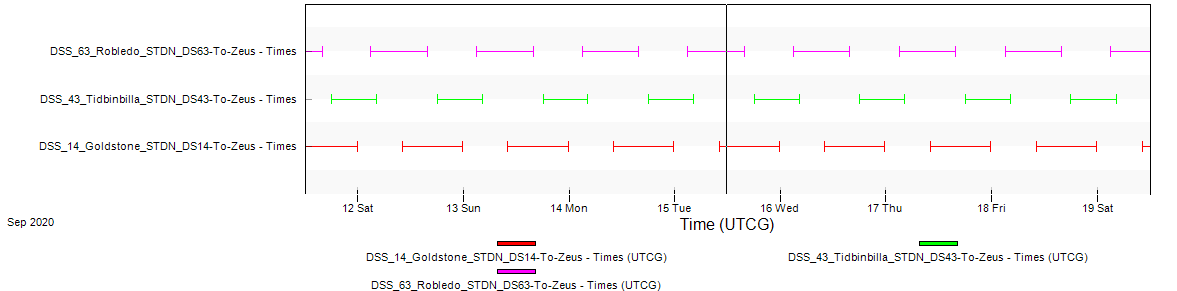 DSS_63_Robledo_STDN_DS63-To-Zeus - Times
DSS_43_Tidbinbilla_STDN_DS43-To-Zeus - Times
DSS_14_Goldstone_STDN_DS14-To-Zeus - Times
12 Sat 13 Sun 14 Mon 15 Tue 16 Wed 17 Thu 18 Fri 19 Sat
Sep 2020 Time (UTCG)
DSS_14_Goldstone_STDN_DS14-To-Zeus - Times (UTCG) DSS_43_Tidbinbilla_STDN_DS43-To-Zeus - Times (UTCG)
DSS_63_Robledo_STDN_DS63-To-Zeus - Times (UTCG)